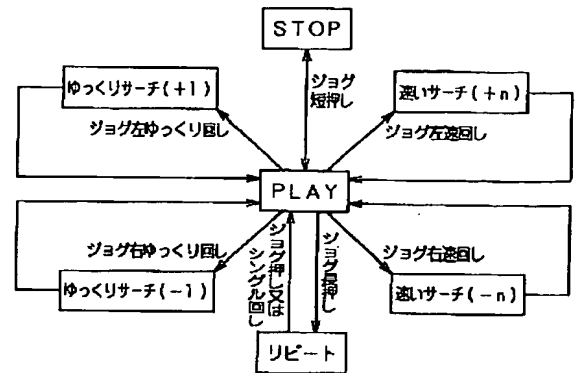 STOP
ゆっくりサーチ(+1)
ジョグ
短押し
速いサーチ(+n)
ジョグ左ゆっくり回し
ジョグ左速回し
PLAY
ジョグ右ゆっくり回し
ジョグ押し又は
シングル回し
ジョグ長押し
ジョグ右速回し
ゆっくりサーチ(-1)
速いサーチ(-n)
リピート